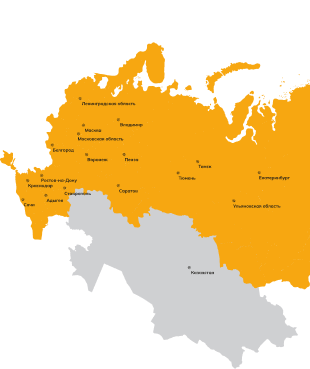 Ленинградская область
Владимир
Москва
Московская область
Белгород
Воронеж
Пенза
Томск
Ростов-на-Дону
Тюмень
Екатеринбург
Краснодар
Ставрополь
Саратов
Сочи
Адыгея
Ульяновская область
Казахстан